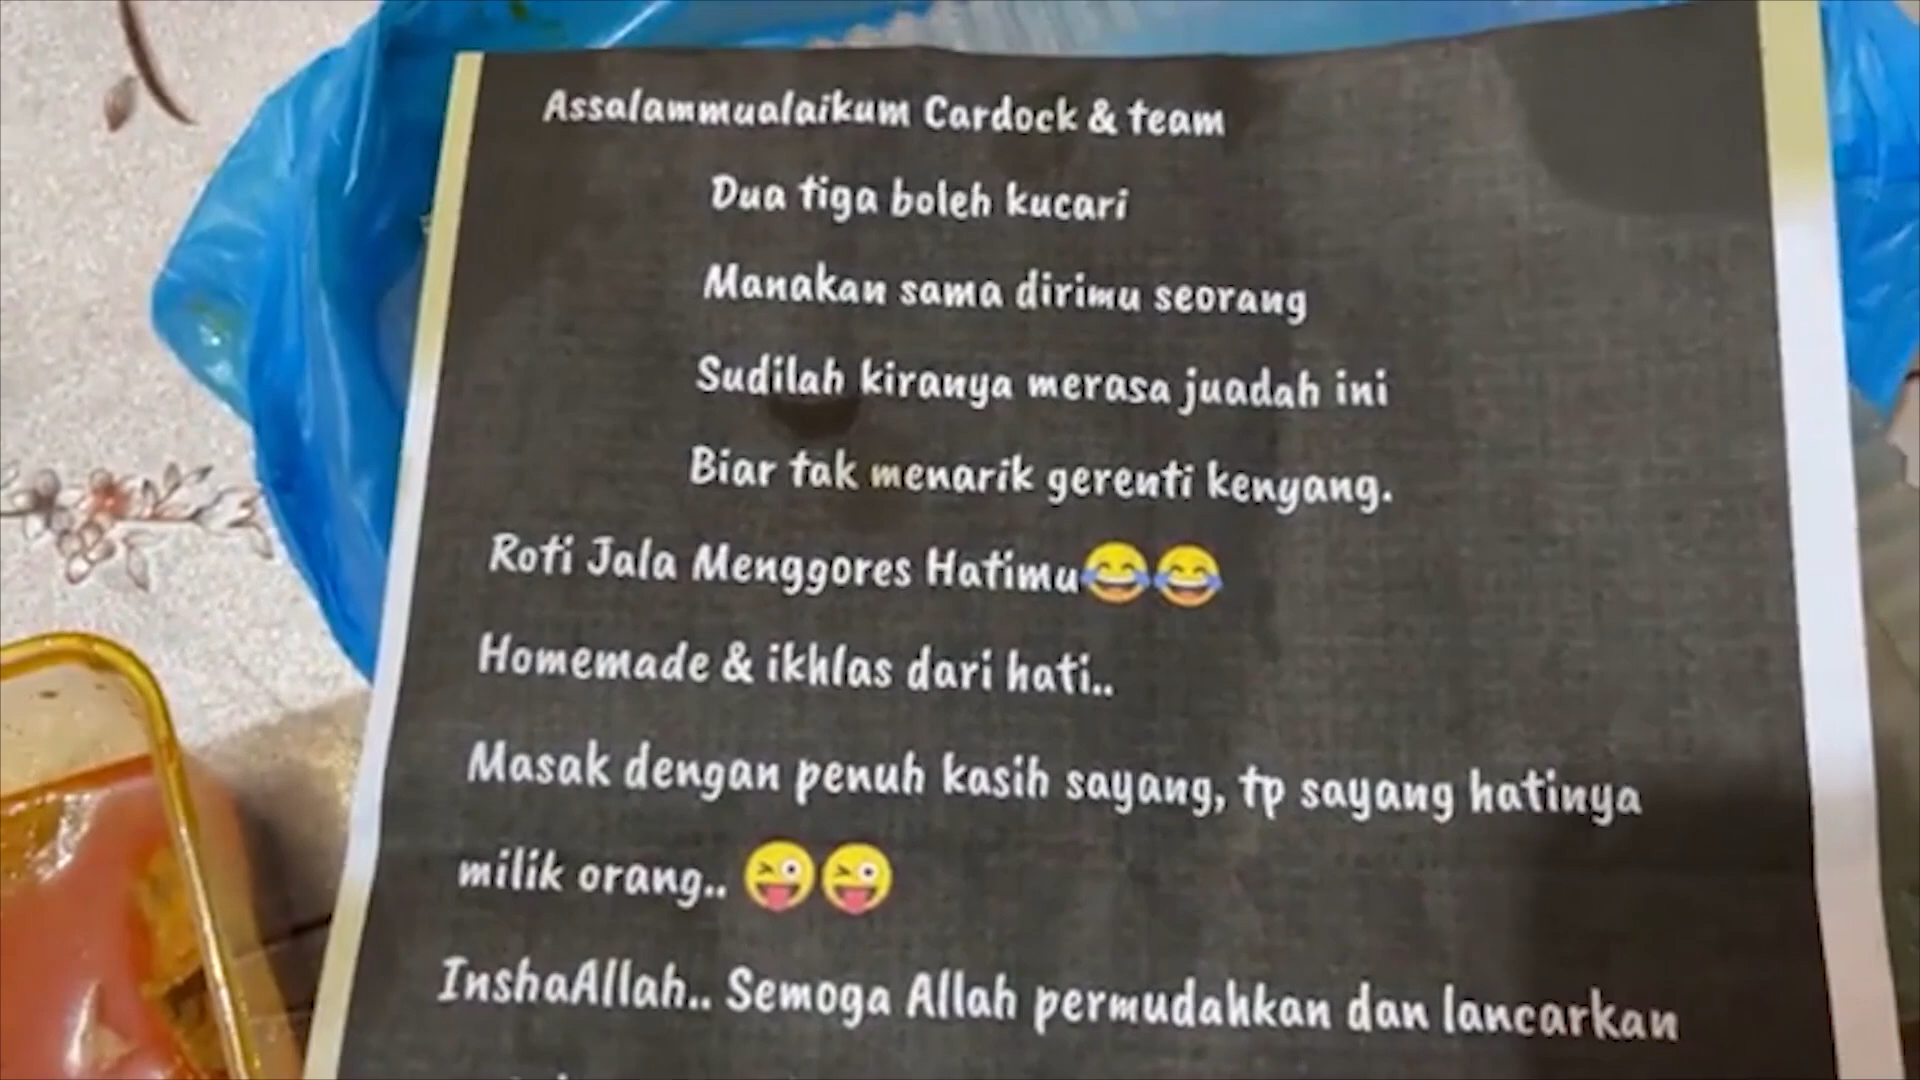 Assalammualaikum Cardock & team
Dua tiga boleh kucari
Manakan sama dirimu seorang
Sudilah kiranya merasa juadah ini
Biar tak menarik gerenti kenyang.
Roti Jala Menggores Hatimu😂😂
Homemade & ikhlas dari hati..
Masak dengan penuh kasih sayang, tp sayang hatinya
milik orang.. 😜😜
InshaAllah.. Semoga Allah permudahkan dan lancarkan